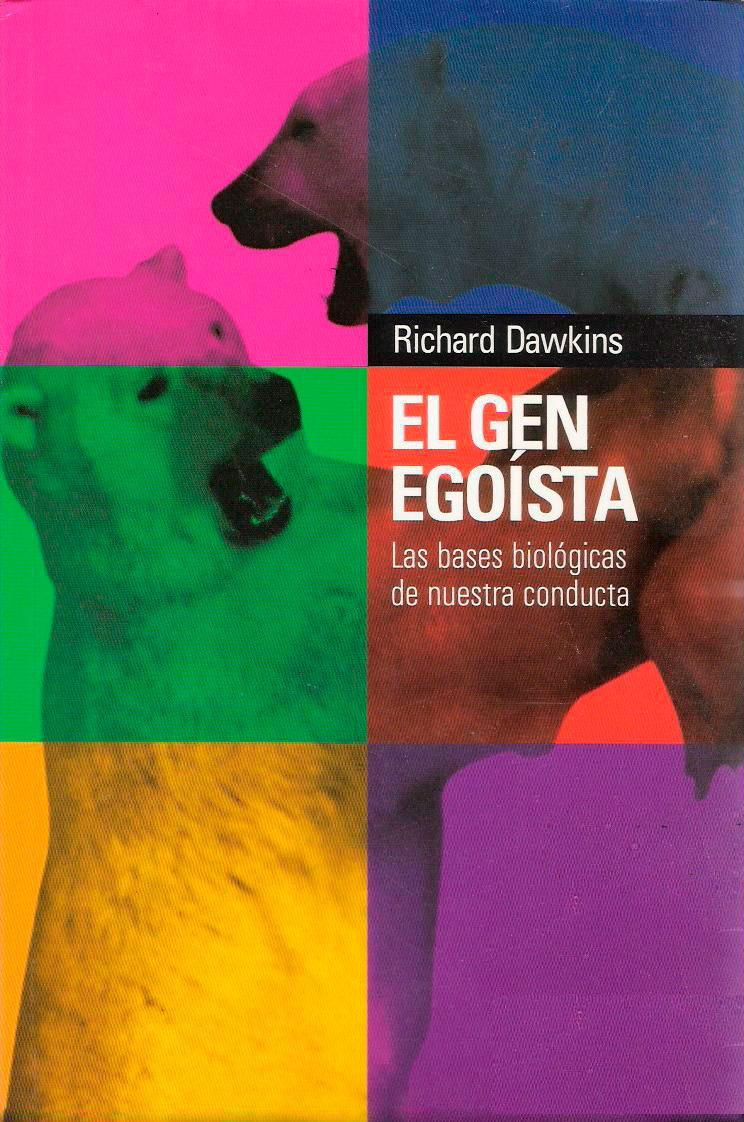 Richard Dawkins
EL GEN
EGOÍSTA
Las bases biológicas
de nuestra conducta